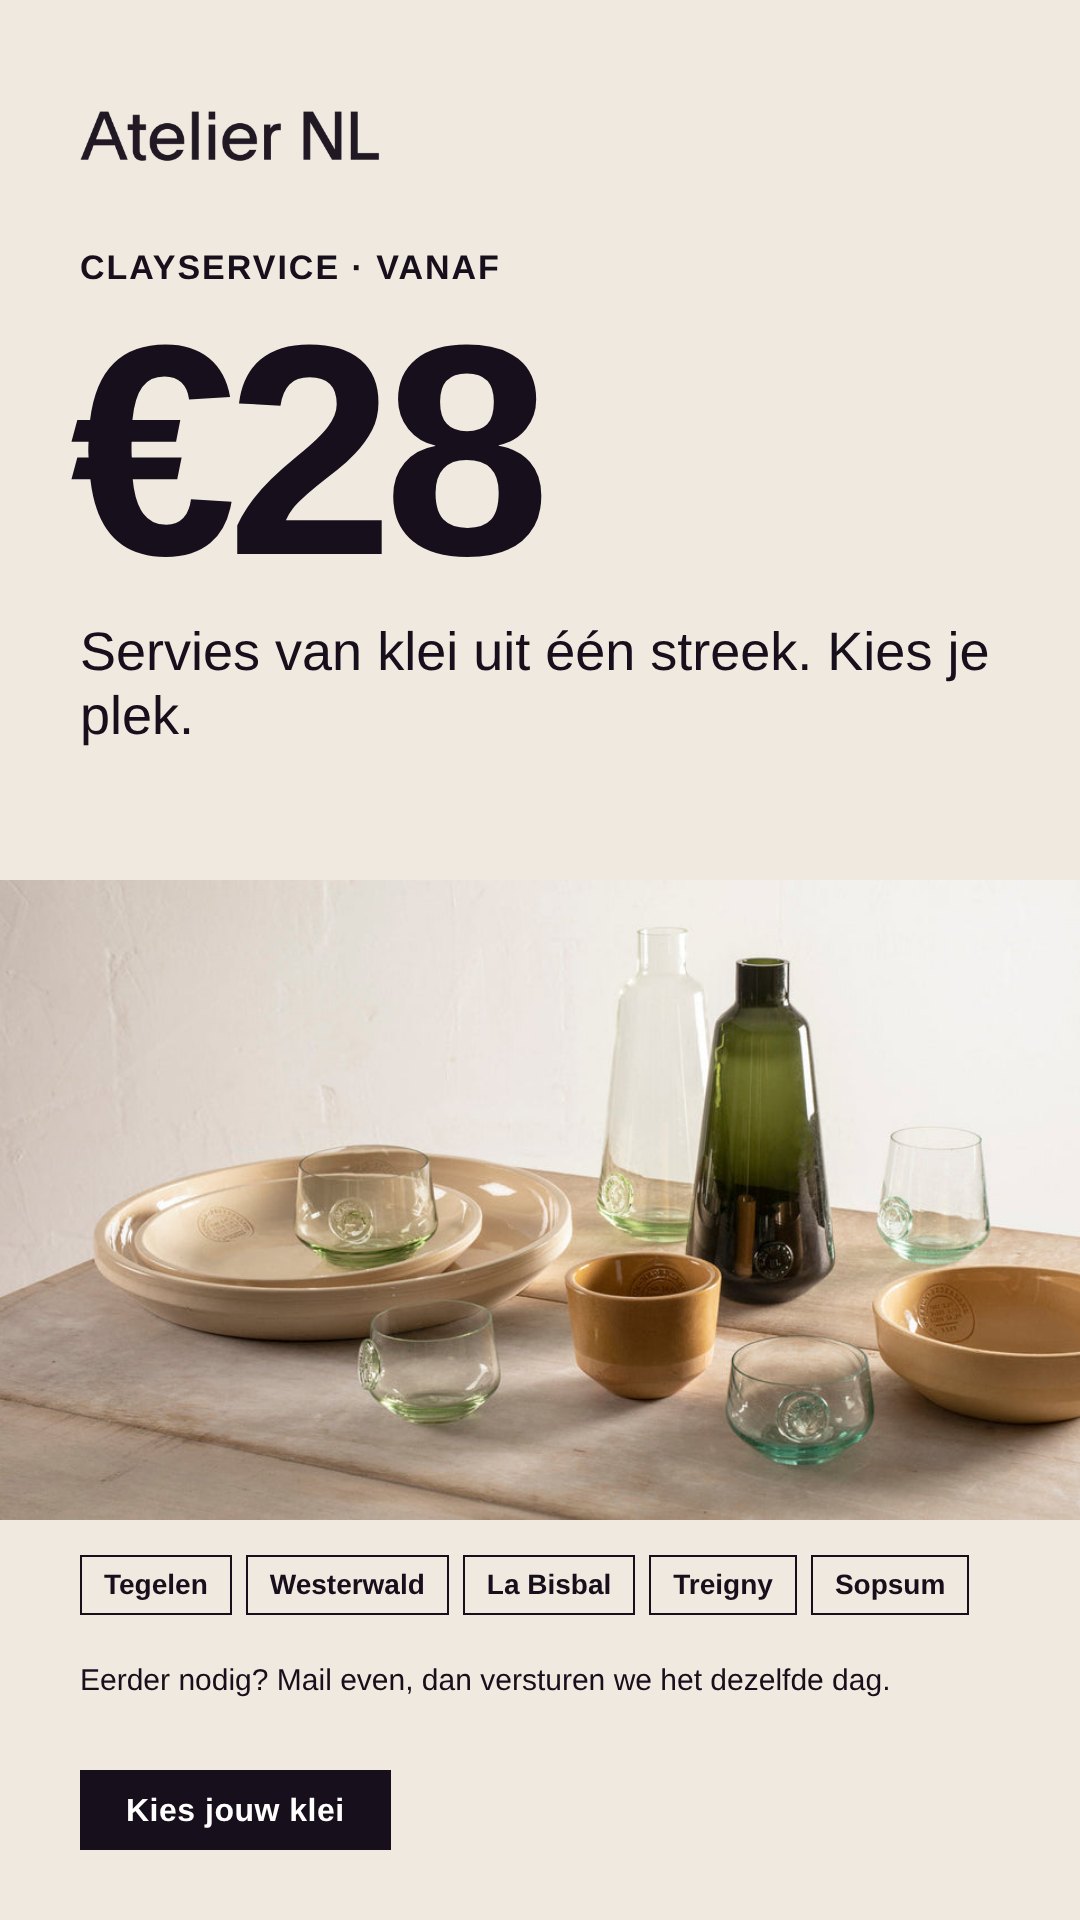 Atelier NL
CLAYSERVICE · VANAF
€28
Servies van klei uit één streek. Kies je
plek.
Tegelen
Westerwald
La Bisbal
Treigny
Sopsum
Eerder nodig? Mail even, dan versturen we het dezelfde dag.
Kies jouw klei